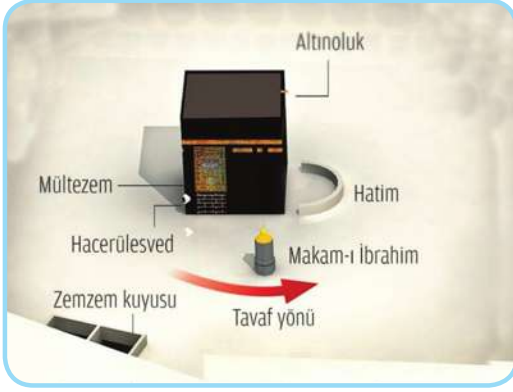 Altınoluk
Mültezem
Hatim
Hacerülesved
Makam-ı İbrahim
Zemzem kuyusu
Tavaf yönü